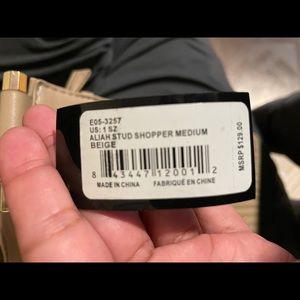 E05-3257
US: 1 SZ
ALIAH STUD SHOPPER MEDIUM
BEIGE
8 43447 12001 2
MADE IN CHINA FABRIQUÉ EN CHINE
MSRP $129.00